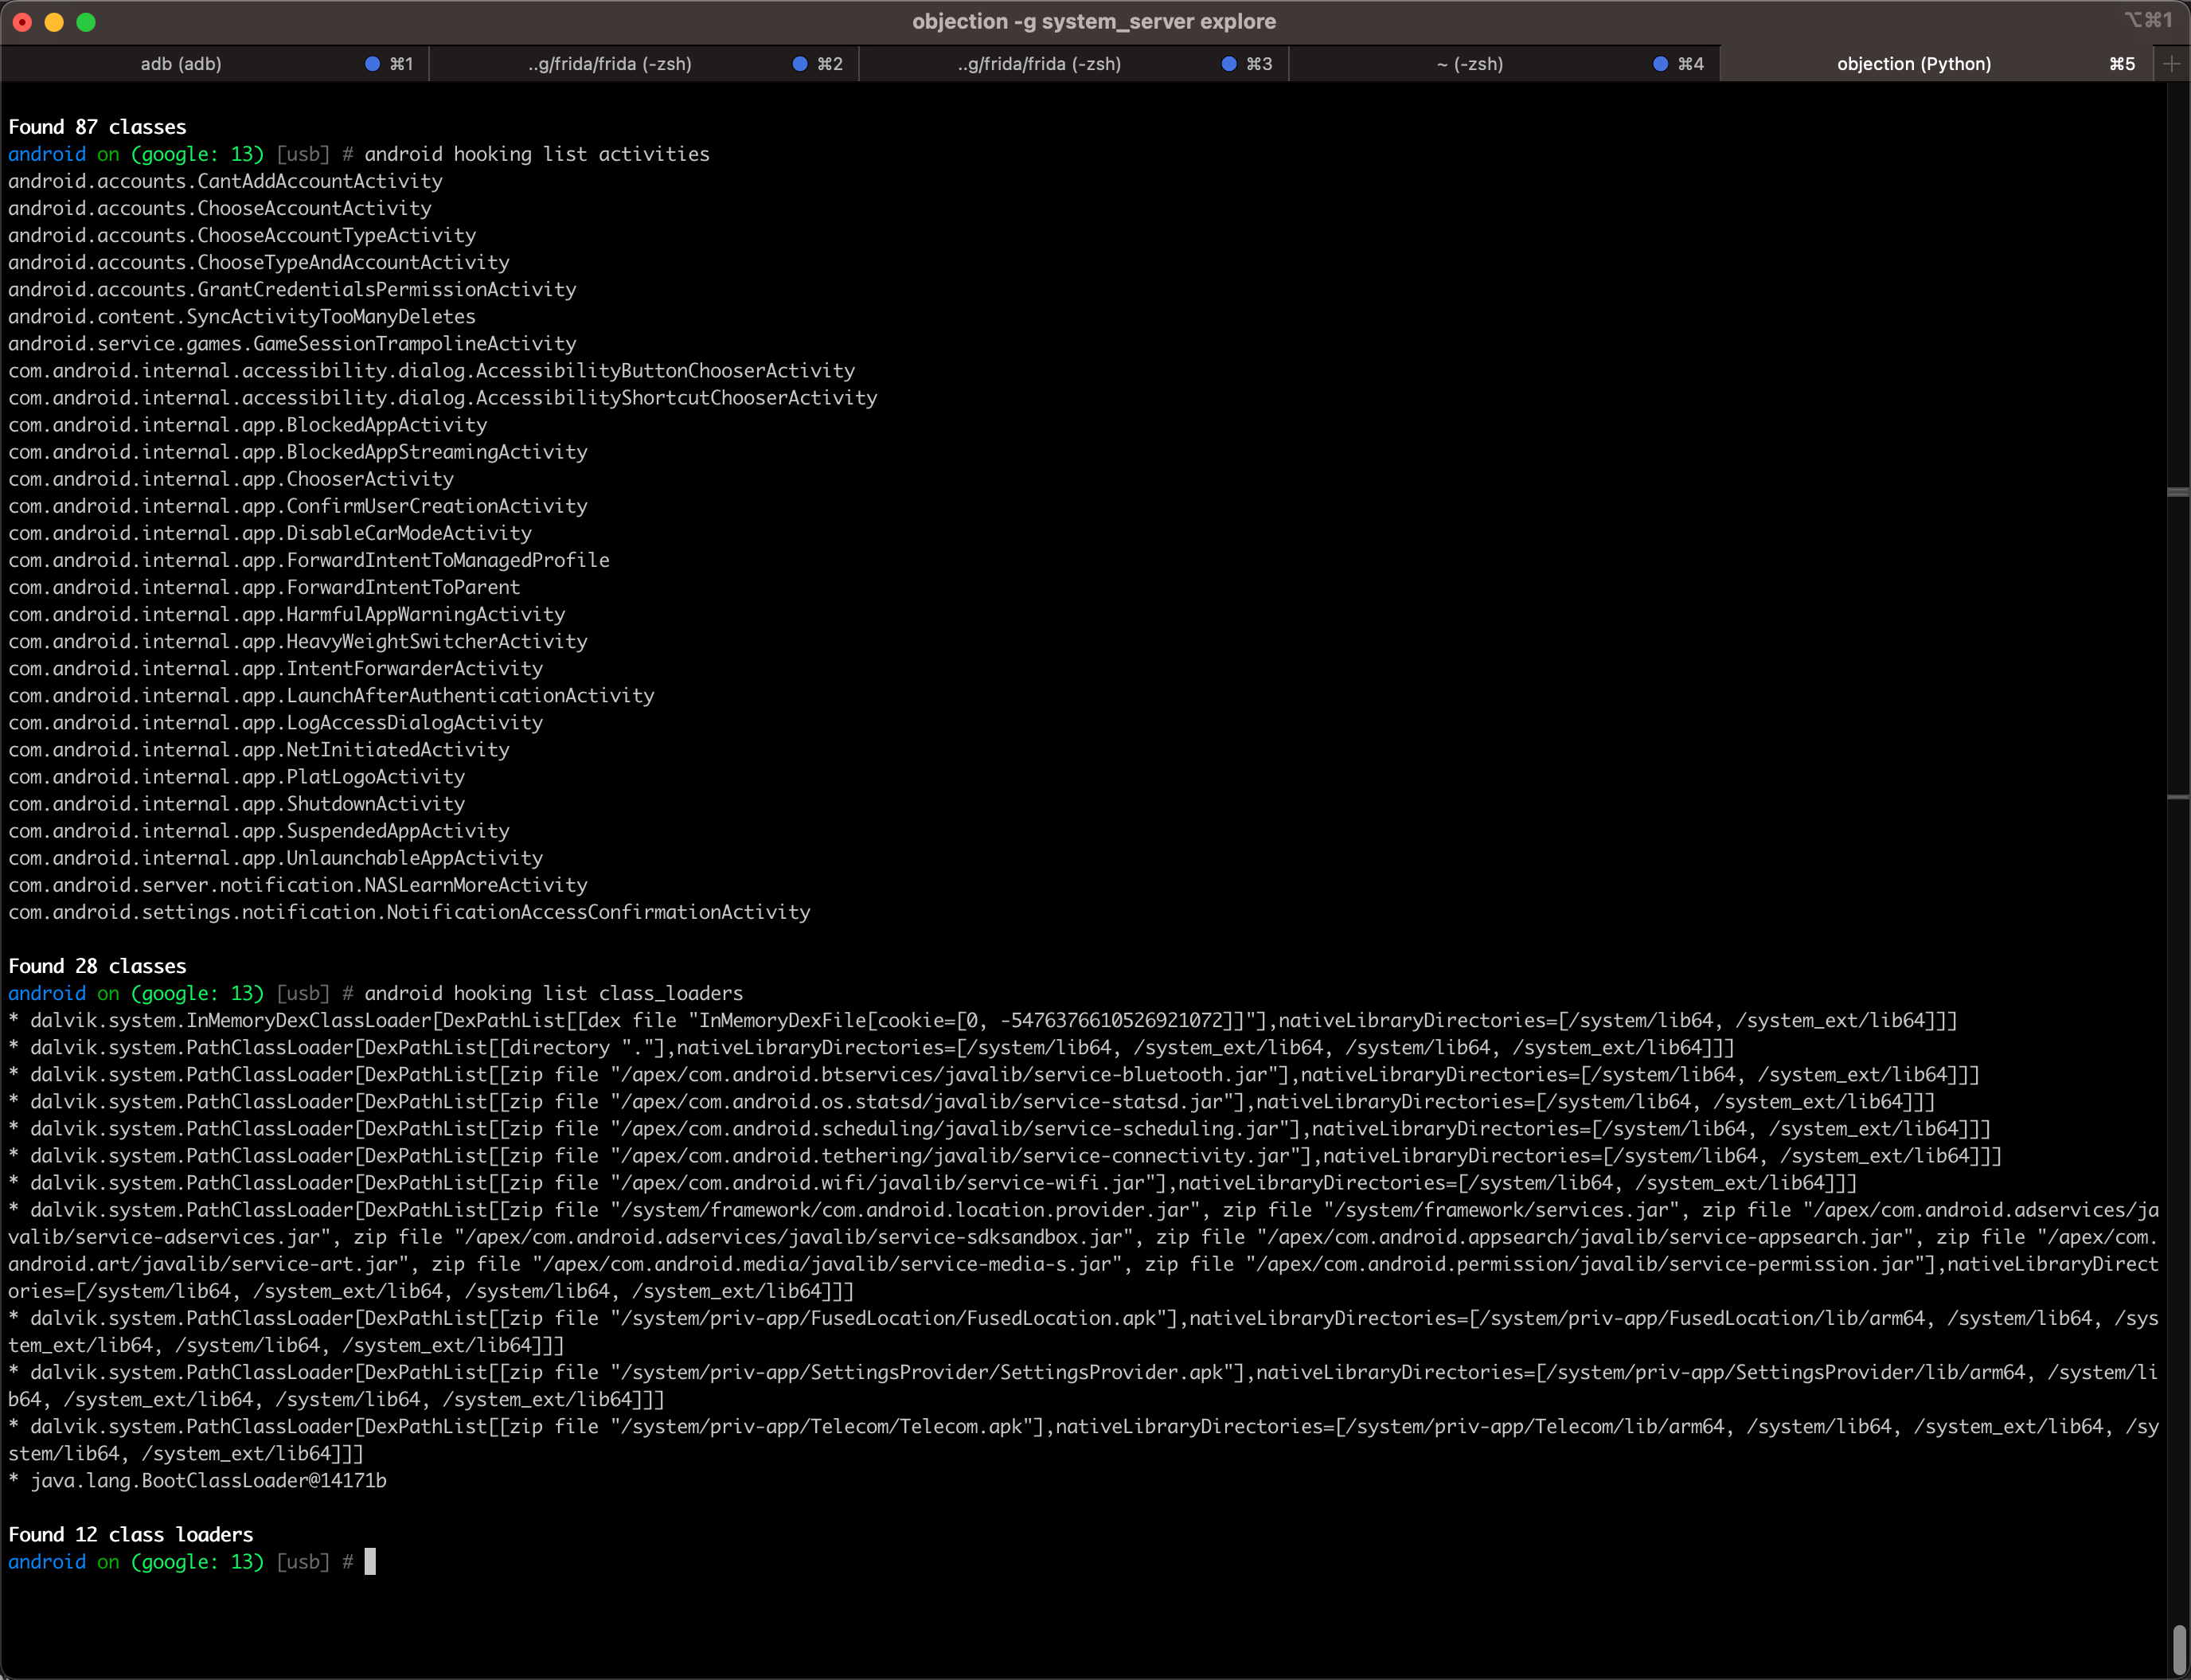 objection -g system_server explore
⌥⌘1
adb (adb) ⌘1 ..g/frida/frida (-zsh) ⌘2 ..g/frida/frida (-zsh) ⌘3 ~ (-zsh) ⌘4 objection (Python) ⌘5
Found 87 classes
android on (google: 13) [usb] # android hooking list activities
android.accounts.CantAddAccountActivity
android.accounts.ChooseAccountActivity
android.accounts.ChooseAccountTypeActivity
android.accounts.ChooseTypeAndAccountActivity
android.accounts.GrantCredentialsPermissionActivity
android.content.SyncActivityTooManyDeletes
android.service.games.GameSessionTrampolineActivity
com.android.internal.accessibility.dialog.AccessibilityButtonChooserActivity
com.android.internal.accessibility.dialog.AccessibilityShortcutChooserActivity
com.android.internal.app.BlockedAppActivity
com.android.internal.app.BlockedAppStreamingActivity
com.android.internal.app.ChooserActivity
com.android.internal.app.ConfirmUserCreationActivity
com.android.internal.app.DisableCarModeActivity
com.android.internal.app.ForwardIntentToManagedProfile
com.android.internal.app.ForwardIntentToParent
com.android.internal.app.HarmfulAppWarningActivity
com.android.internal.app.HeavyWeightSwitcherActivity
com.android.internal.app.IntentForwarderActivity
com.android.internal.app.LaunchAfterAuthenticationActivity
com.android.internal.app.LogAccessDialogActivity
com.android.internal.app.NetInitiatedActivity
com.android.internal.app.PlatLogoActivity
com.android.internal.app.ShutdownActivity
com.android.internal.app.SuspendedAppActivity
com.android.internal.app.UnlaunchableAppActivity
com.android.server.notification.NASLearnMoreActivity
com.android.settings.notification.NotificationAccessConfirmationActivity
Found 28 classes
android on (google: 13) [usb] # android hooking list class_loaders
* dalvik.system.InMemoryDexClassLoader[DexPathList[[dex file "InMemoryDexFile[cookie=[0, -5476376610526921072]]"],nativeLibraryDirectories=[/system/lib64, /system_ext/lib64]]]
* dalvik.system.PathClassLoader[DexPathList[[directory "."],nativeLibraryDirectories=[/system/lib64, /system_ext/lib64, /system/lib64, /system_ext/lib64]]]
* dalvik.system.PathClassLoader[DexPathList[[zip file "/apex/com.android.btservices/javalib/service-bluetooth.jar"],nativeLibraryDirectories=[/system/lib64, /system_ext/lib64]]]
* dalvik.system.PathClassLoader[DexPathList[[zip file "/apex/com.android.os.statsd/javalib/service-statsd.jar"],nativeLibraryDirectories=[/system/lib64, /system_ext/lib64]]]
* dalvik.system.PathClassLoader[DexPathList[[zip file "/apex/com.android.scheduling/javalib/service-scheduling.jar"],nativeLibraryDirectories=[/system/lib64, /system_ext/lib64]]]
* dalvik.system.PathClassLoader[DexPathList[[zip file "/apex/com.android.tethering/javalib/service-connectivity.jar"],nativeLibraryDirectories=[/system/lib64, /system_ext/lib64]]]
* dalvik.system.PathClassLoader[DexPathList[[zip file "/apex/com.android.wifi/javalib/service-wifi.jar"],nativeLibraryDirectories=[/system/lib64, /system_ext/lib64]]]
* dalvik.system.PathClassLoader[DexPathList[[zip file "/system/framework/com.android.location.provider.jar", zip file "/system/framework/services.jar", zip file "/apex/com.android.adservices/ja
valib/service-adservices.jar", zip file "/apex/com.android.adservices/javalib/service-sdksandbox.jar", zip file "/apex/com.android.appsearch/javalib/service-appsearch.jar", zip file "/apex/com.
android.art/javalib/service-art.jar", zip file "/apex/com.android.media/javalib/service-media-s.jar", zip file "/apex/com.android.permission/javalib/service-permission.jar"],nativeLibraryDirect
ories=[/system/lib64, /system_ext/lib64, /system/lib64, /system_ext/lib64]]]
* dalvik.system.PathClassLoader[DexPathList[[zip file "/system/priv-app/FusedLocation/FusedLocation.apk"],nativeLibraryDirectories=[/system/priv-app/FusedLocation/lib/arm64, /system/lib64, /sys
tem_ext/lib64, /system/lib64, /system_ext/lib64]]]
* dalvik.system.PathClassLoader[DexPathList[[zip file "/system/priv-app/SettingsProvider/SettingsProvider.apk"],nativeLibraryDirectories=[/system/priv-app/SettingsProvider/lib/arm64, /system/li
b64, /system_ext/lib64, /system/lib64, /system_ext/lib64]]]
* dalvik.system.PathClassLoader[DexPathList[[zip file "/system/priv-app/Telecom/Telecom.apk"],nativeLibraryDirectories=[/system/priv-app/Telecom/lib/arm64, /system/lib64, /system_ext/lib64, /sy
stem/lib64, /system_ext/lib64]]]
* java.lang.BootClassLoader@14171b
Found 12 class loaders
android on (google: 13) [usb] #